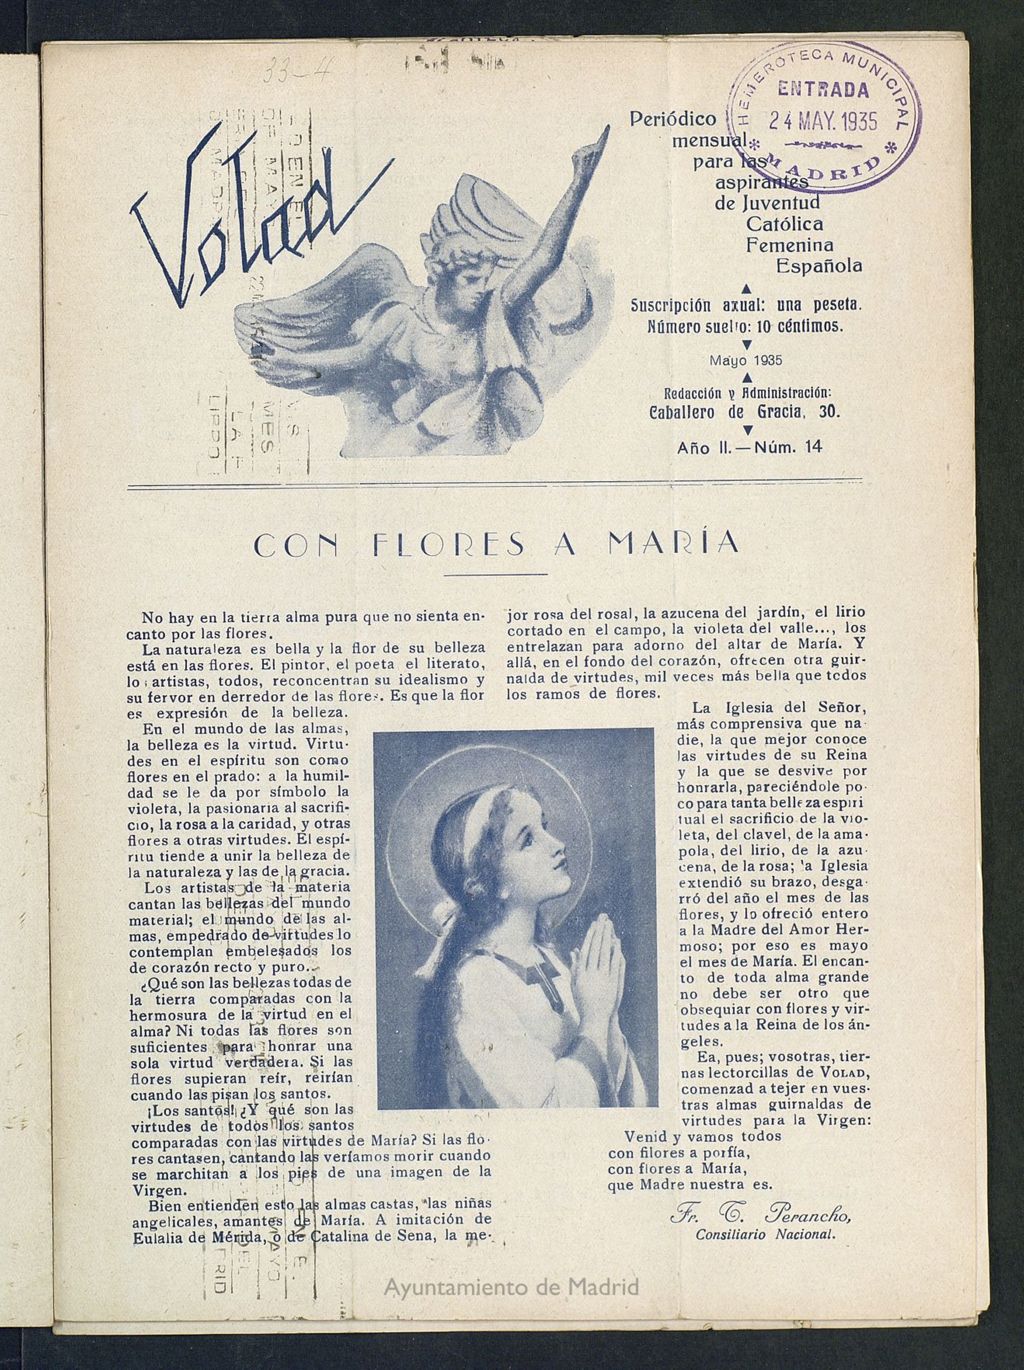 33-4
Volad
HEMEROTECA MUNICIPAL
ENTRADA
24 MAY. 1935
* MADRID *
Periódico
mensual
para las
aspirantes
de Juventud
Católica
Femenina
Española
Suscripción axual: una peseta.
Número suelto: 10 céntimos.
Mayo 1935
Redacción y Administración:
Caballero de Gracia, 30.
Año II.—Núm. 14
CON FLORES A MARÍA
No hay en la tierra alma pura que no sienta en-
canto por las flores.
La naturaleza es bella y la flor de su belleza
está en las flores. El pintor, el poeta el literato,
lo artistas, todos, reconcentran su idealismo y
su fervor en derredor de las flores. Es que la flor
es expresión de la belleza.
En el mundo de las almas,
la belleza es la virtud. Virtu-
des en el espíritu son como
flores en el prado: a la humil-
dad se le da por símbolo la
violeta, la pasionaria al sacrifi-
cio, la rosa a la caridad, y otras
flores a otras virtudes. El espí-
ritu tiende a unir la belleza de
la naturaleza y las de la gracia.
Los artistas de la materia
cantan las bellezas del mundo
material; el mundo de las al-
mas, empedrado de virtudes lo
contemplan embelesados los
de corazón recto y puro..
¿Qué son las bellezas todas de
la tierra comparadas con la
hermosura de la virtud en el
alma? Ni todas las flores son
suficientes para honrar una
sola virtud verdadera. Si las
flores supieran reír, reirían
cuando las pisan los santos.
¡Los santos! ¿Y qué son las
virtudes de todos los santos
comparadas con las virtudes de María? Si las flo-
res cantasen, cantando las veríamos morir cuando
se marchitan a los pies de una imagen de la
Virgen.
Bien entienden esto las almas castas, las niñas
angelicales, amantes de María. A imitación de
Eulalia de Mérida, o de Catalina de Sena, la me-
jor rosa del rosal, la azucena del jardín, el lirio
cortado en el campo, la violeta del valle..., los
entrelazan para adorno del altar de María. Y
allá, en el fondo del corazón, ofrecen otra guir-
nalda de virtudes, mil veces más bella que todos
los ramos de flores.
La Iglesia del Señor,
más comprensiva que na-
die, la que mejor conoce
las virtudes de su Reina
y la que se desvive por
honrarla, pareciéndole po-
co para tanta belleza espiri
tual el sacrificio de la vio-
leta, del clavel, de la ama-
pola, del lirio, de la azu-
cena, de la rosa; 'a Iglesia
extendió su brazo, desga-
rró del año el mes de las
flores, y lo ofreció entero
a la Madre del Amor Her-
moso; por eso es mayo
el mes de María. El encan-
to de toda alma grande
no debe ser otro que
obsequiar con flores y vir-
tudes a la Reina de los án-
geles.
Ea, pues; vosotras, tier-
nas lectorcillas de VOLAD,
comenzad a tejer en vues-
tras almas guirnaldas de
virtudes para la Virgen:
Venid y vamos todos
con filores a porfía,
con flores a María,
que Madre nuestra es.
Fr. C. Perancho,
Consiliario Nacional.
Ayuntamiento de Madrid